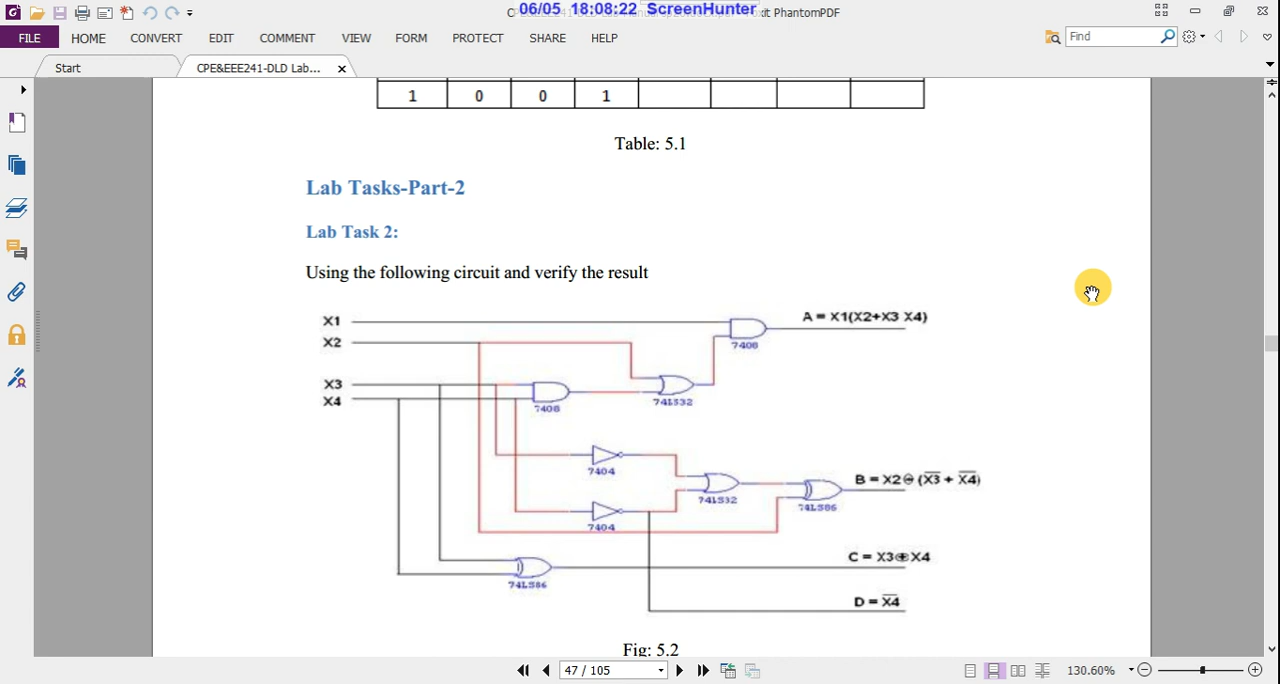 06/05 18:08:22 ScreenHunter
xit PhantomPDF
FILE HOME CONVERT EDIT COMMENT VIEW FORM PROTECT SHARE HELP
Find
Start CPE&EEE241-DLD Lab...
1 0 0 1
Table: 5.1
Lab Tasks-Part-2
Lab Task 2:
Using the following circuit and verify the result
X1
A = X1(X2+X3 X4)
X2
7408
X3
X4
7408
74LS32
7404
B = X2⊖(X̅3̅ + X̅4̅)
74LS32
74LS86
7404
C = X3⊕X4
74LS86
D = X̅4̅
Fig: 5.2
47 / 105
130.60%